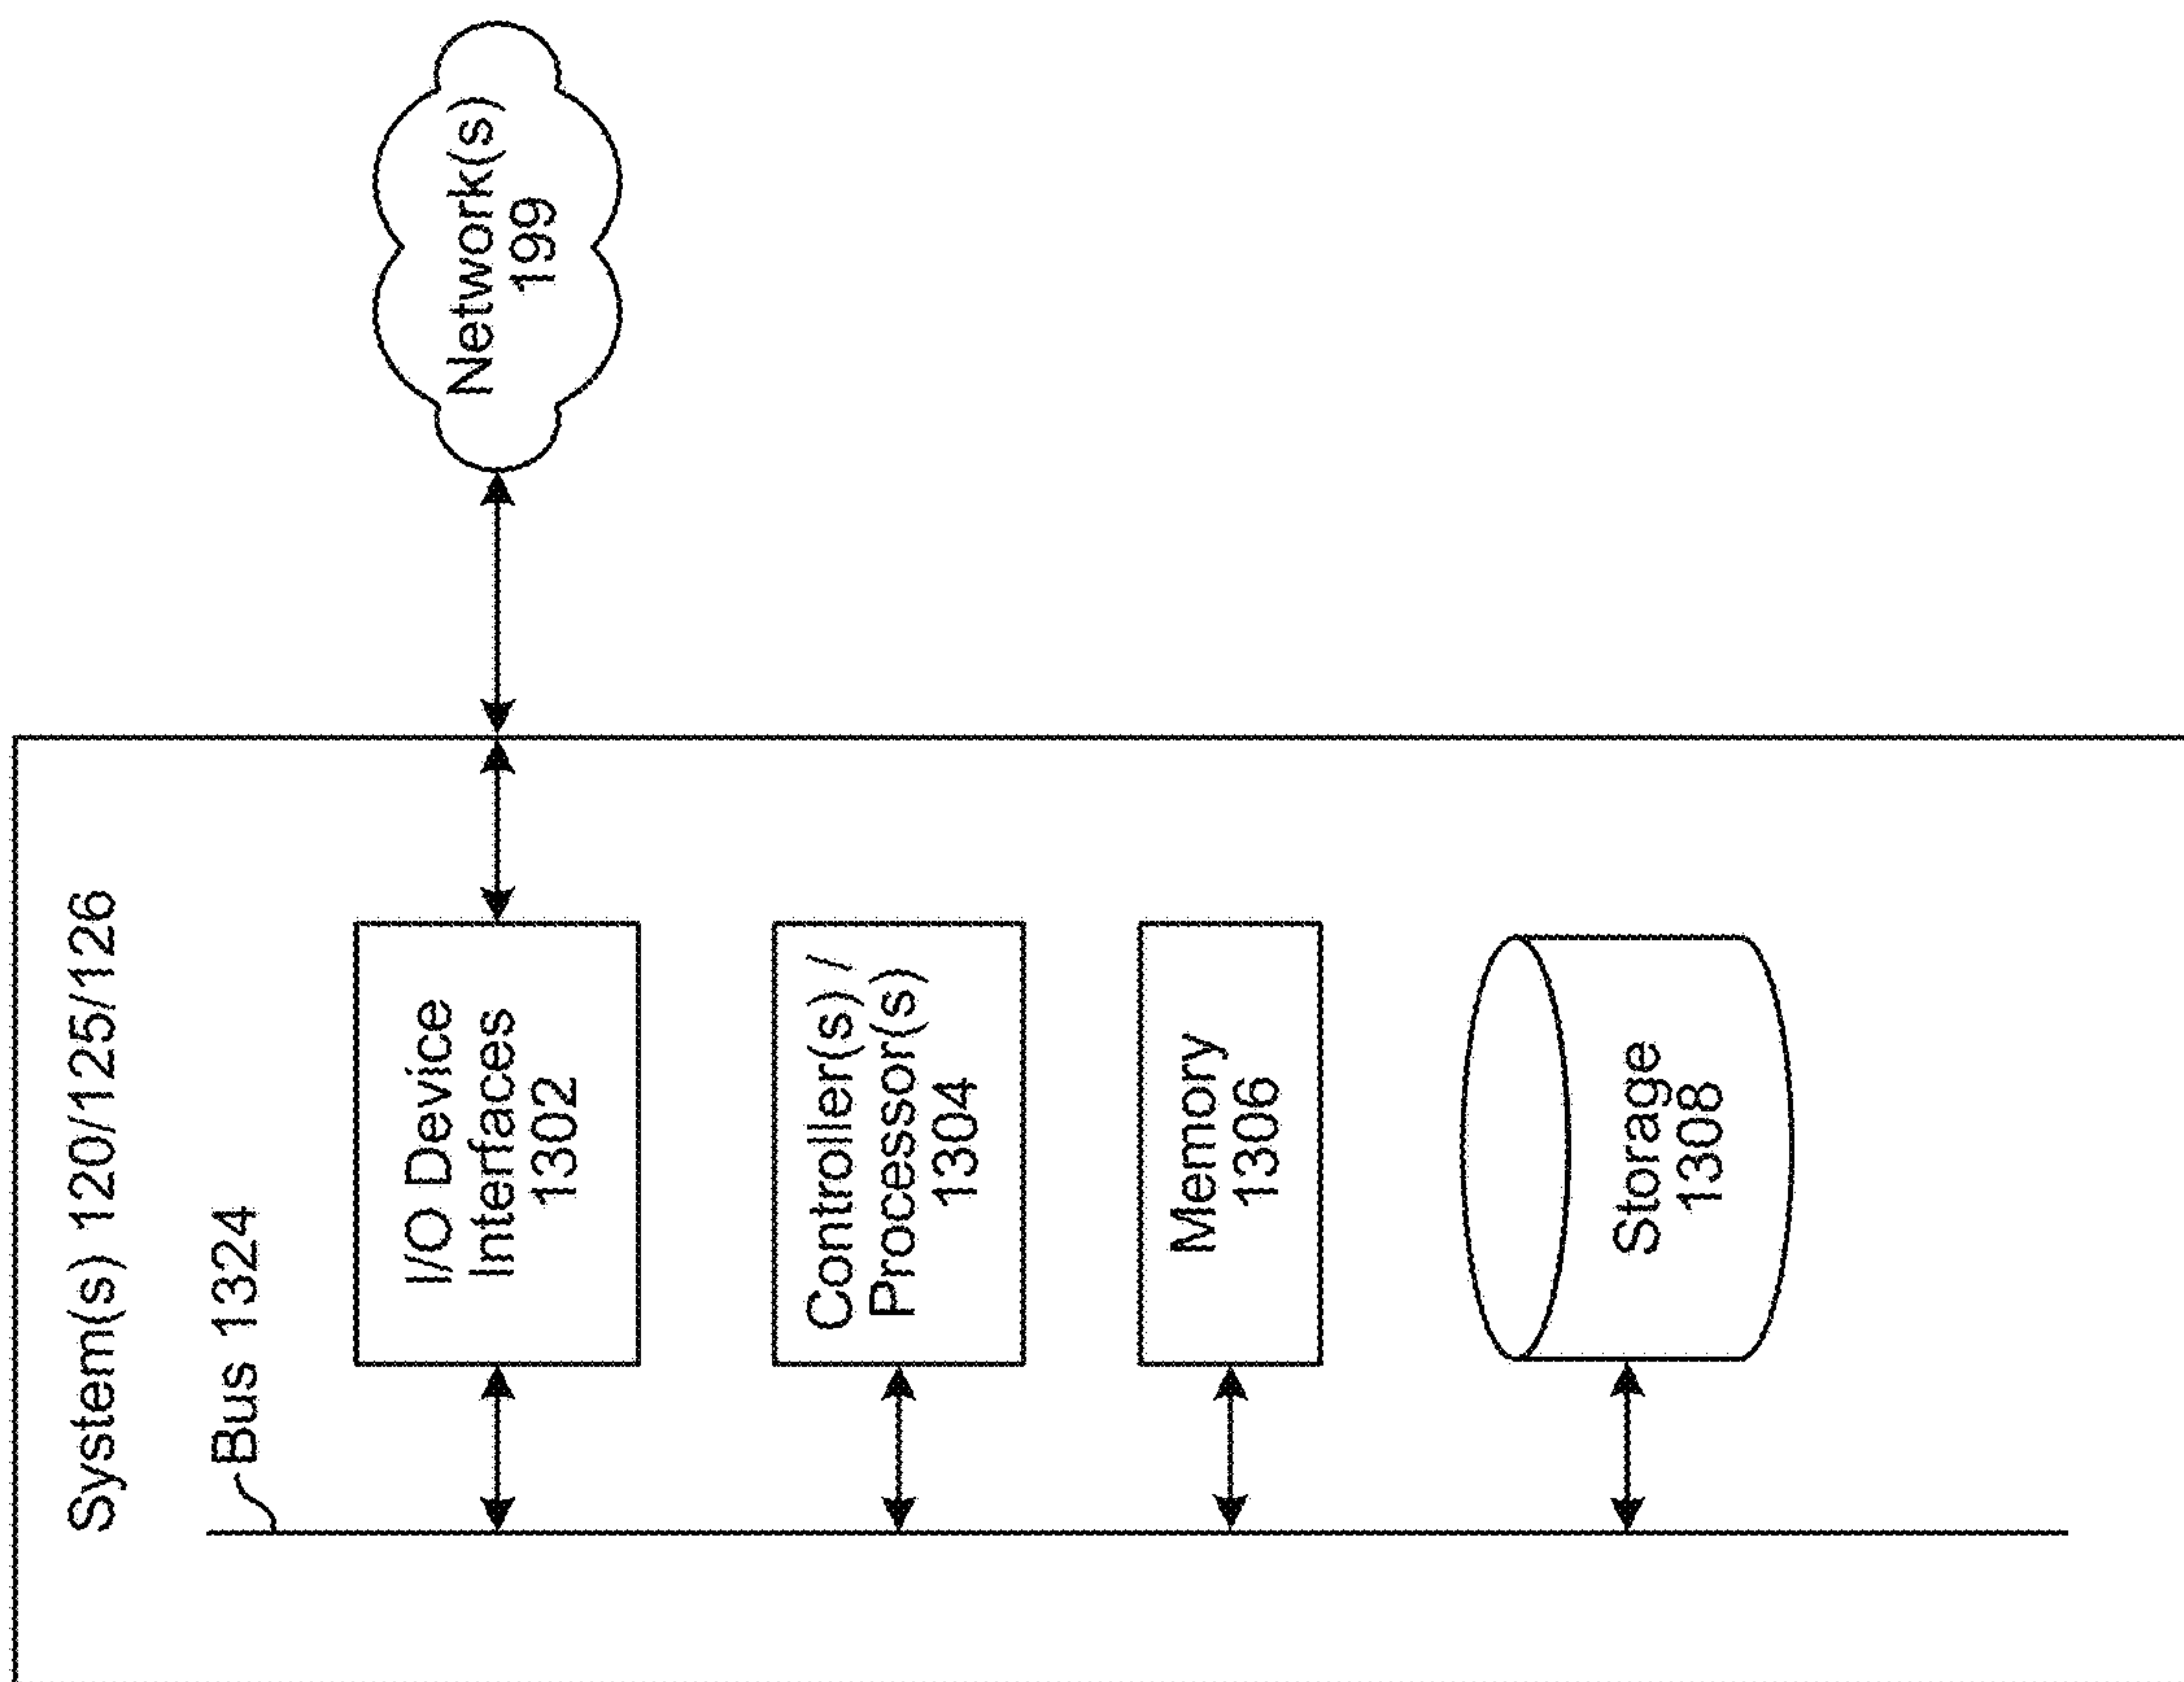 System(s) 120/125/126
Bus 1324
I/O Device
Interfaces
1302
Network(s)
199
Controller(s) /
Processor(s)
1304
Memory
1306
Storage
1308